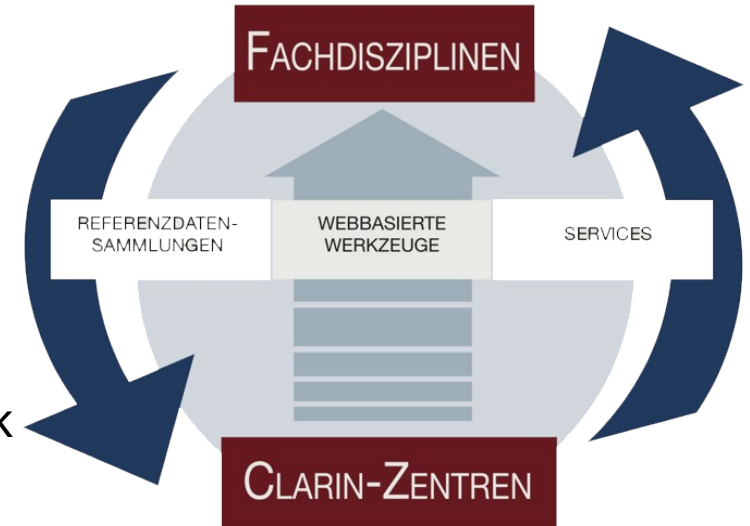 FACHDISZIPLINEN
REFERENZDATEN-
SAMMLUNGEN
WEBBASIERTE
WERKZEUGE
SERVICES
k
CLARIN-ZENTREN